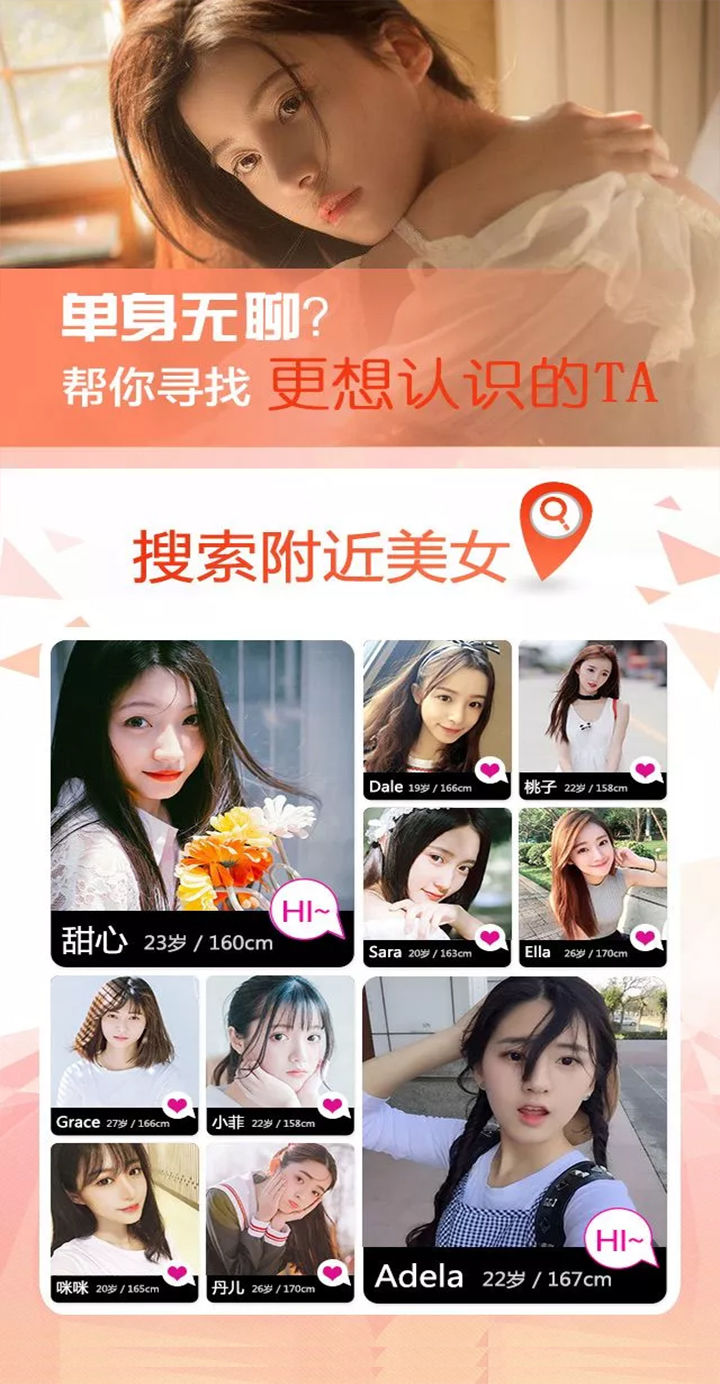 单身无聊?
帮你寻找 更想认识的TA
搜索附近美女
甜心 23岁 / 160cm
HI~
Dale 19岁 / 166cm
桃子 22岁 / 158cm
Sara 20岁 / 163cm
Ella 26岁 / 170cm
Grace 27岁 / 166cm
小菲 22岁 / 158cm
咪咪 20岁 / 165cm
丹儿 26岁 / 170cm
Adela 22岁 / 167cm
HI~